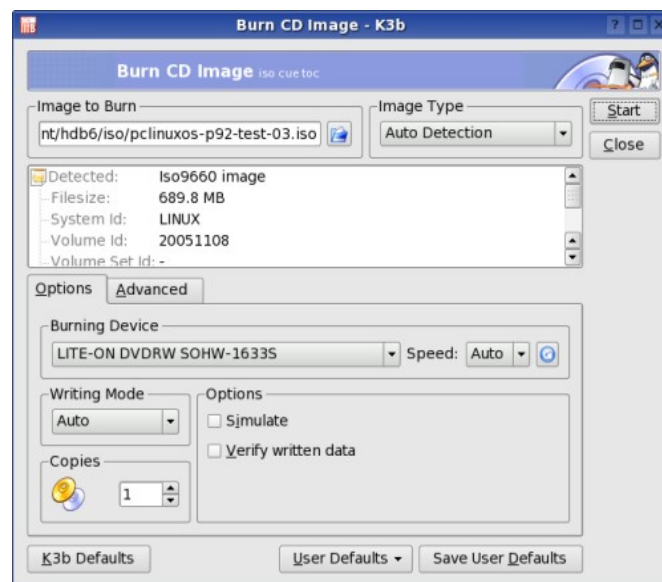 Burn CD Image - K3b
Burn CD Image iso cue toc
Image to Burn
nt/hdb6/iso/pclinuxos-p92-test-03.iso
Image Type
Auto Detection
Start
Close
Detected: Iso9660 image
Filesize: 689.8 MB
System Id: LINUX
Volume Id: 20051108
Volume Set Id: -
Options
Advanced
Burning Device
LITE-ON DVDRW SOHW-1633S
Speed: Auto
Writing Mode
Auto
Options
Simulate
Verify written data
Copies
1
K3b Defaults
User Defaults
Save User Defaults